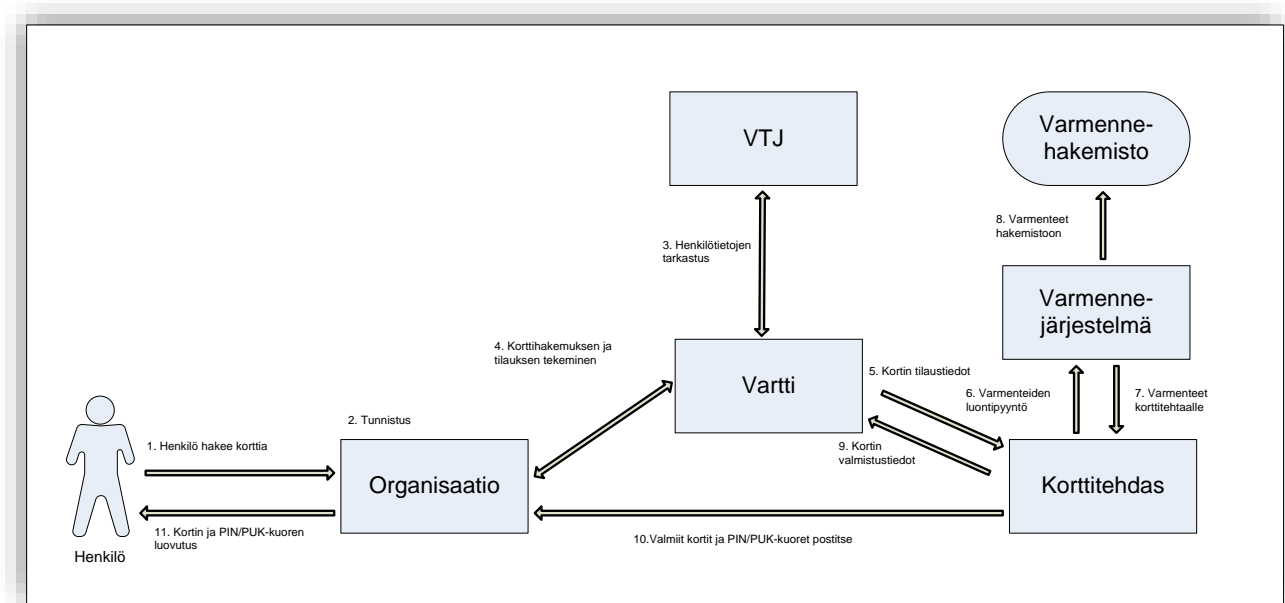 VTJ
Varmenne-
hakemisto
3. Henkilötietojen
tarkastus
8. Varmenteet
hakemistoon
Varmenne-
järjestelmä
4. Korttihakemuksen ja
tilauksen tekeminen
Vartti
5. Kortin tilaustiedot
6. Varmenteiden
luontipyyntö
7. Varmenteet
korttitehtaalle
2. Tunnistus
1. Henkilö hakee korttia
9. Kortin
valmistustiedot
Organisaatio
Korttitehdas
11. Kortin ja PIN/PUK-kuoren
luovutus
10.Valmiit kortit ja PIN/PUK-kuoret postitse
Henkilö